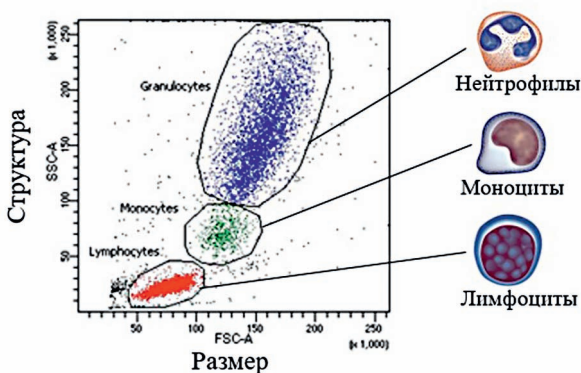 (x 1,000)
250
200
150
100
50
SSC-A
Структура
Granulocytes
Monocytes
Lymphocytes
50
100
150
200
250
FSC-A
(x 1,000)
Размер
Нейтрофилы
Моноциты
Лимфоциты